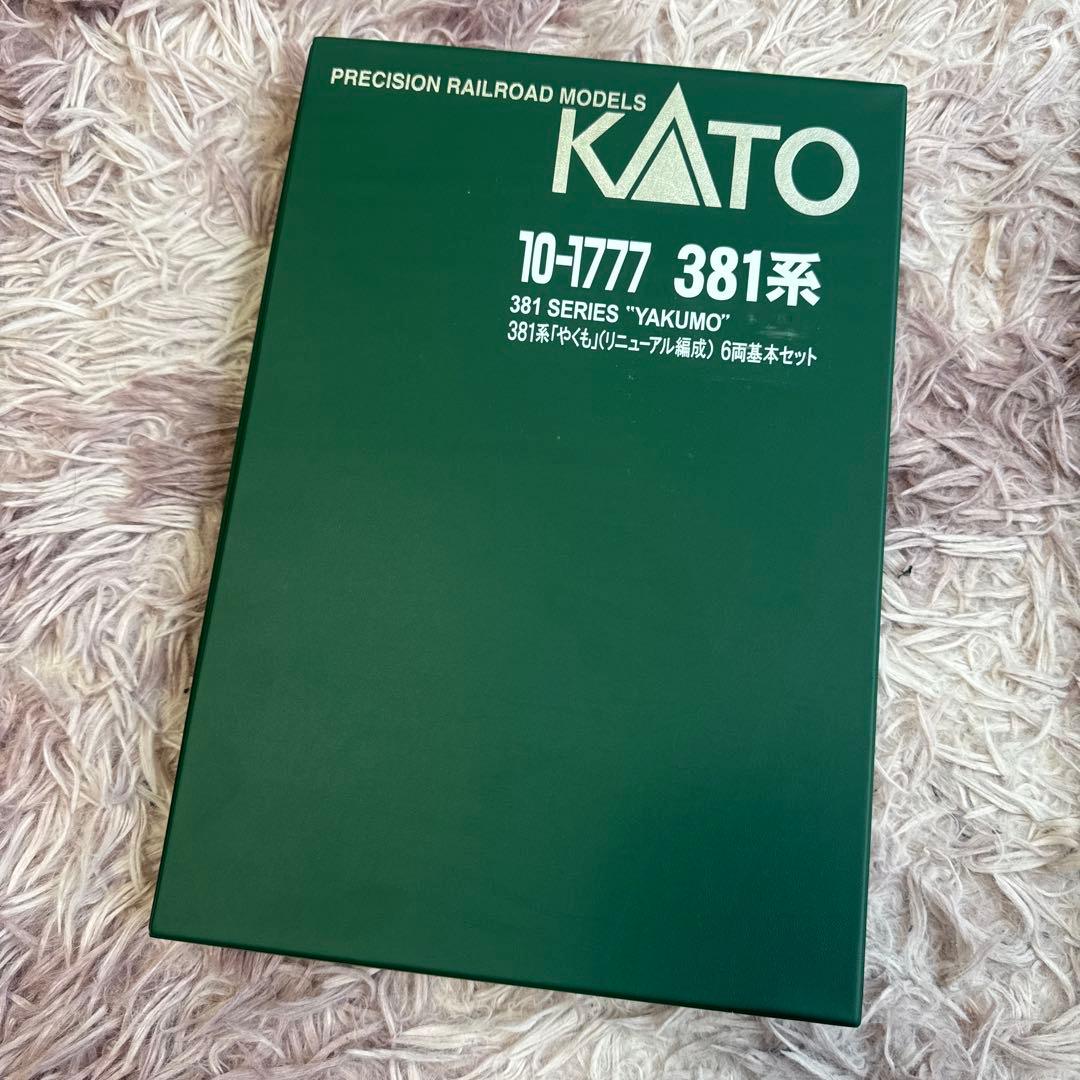 PRECISION RAILROAD MODELS
KATO
10-1777 381系
381 SERIES "YAKUMO"
381系「やくも」(リニューアル編成) 6両基本セット